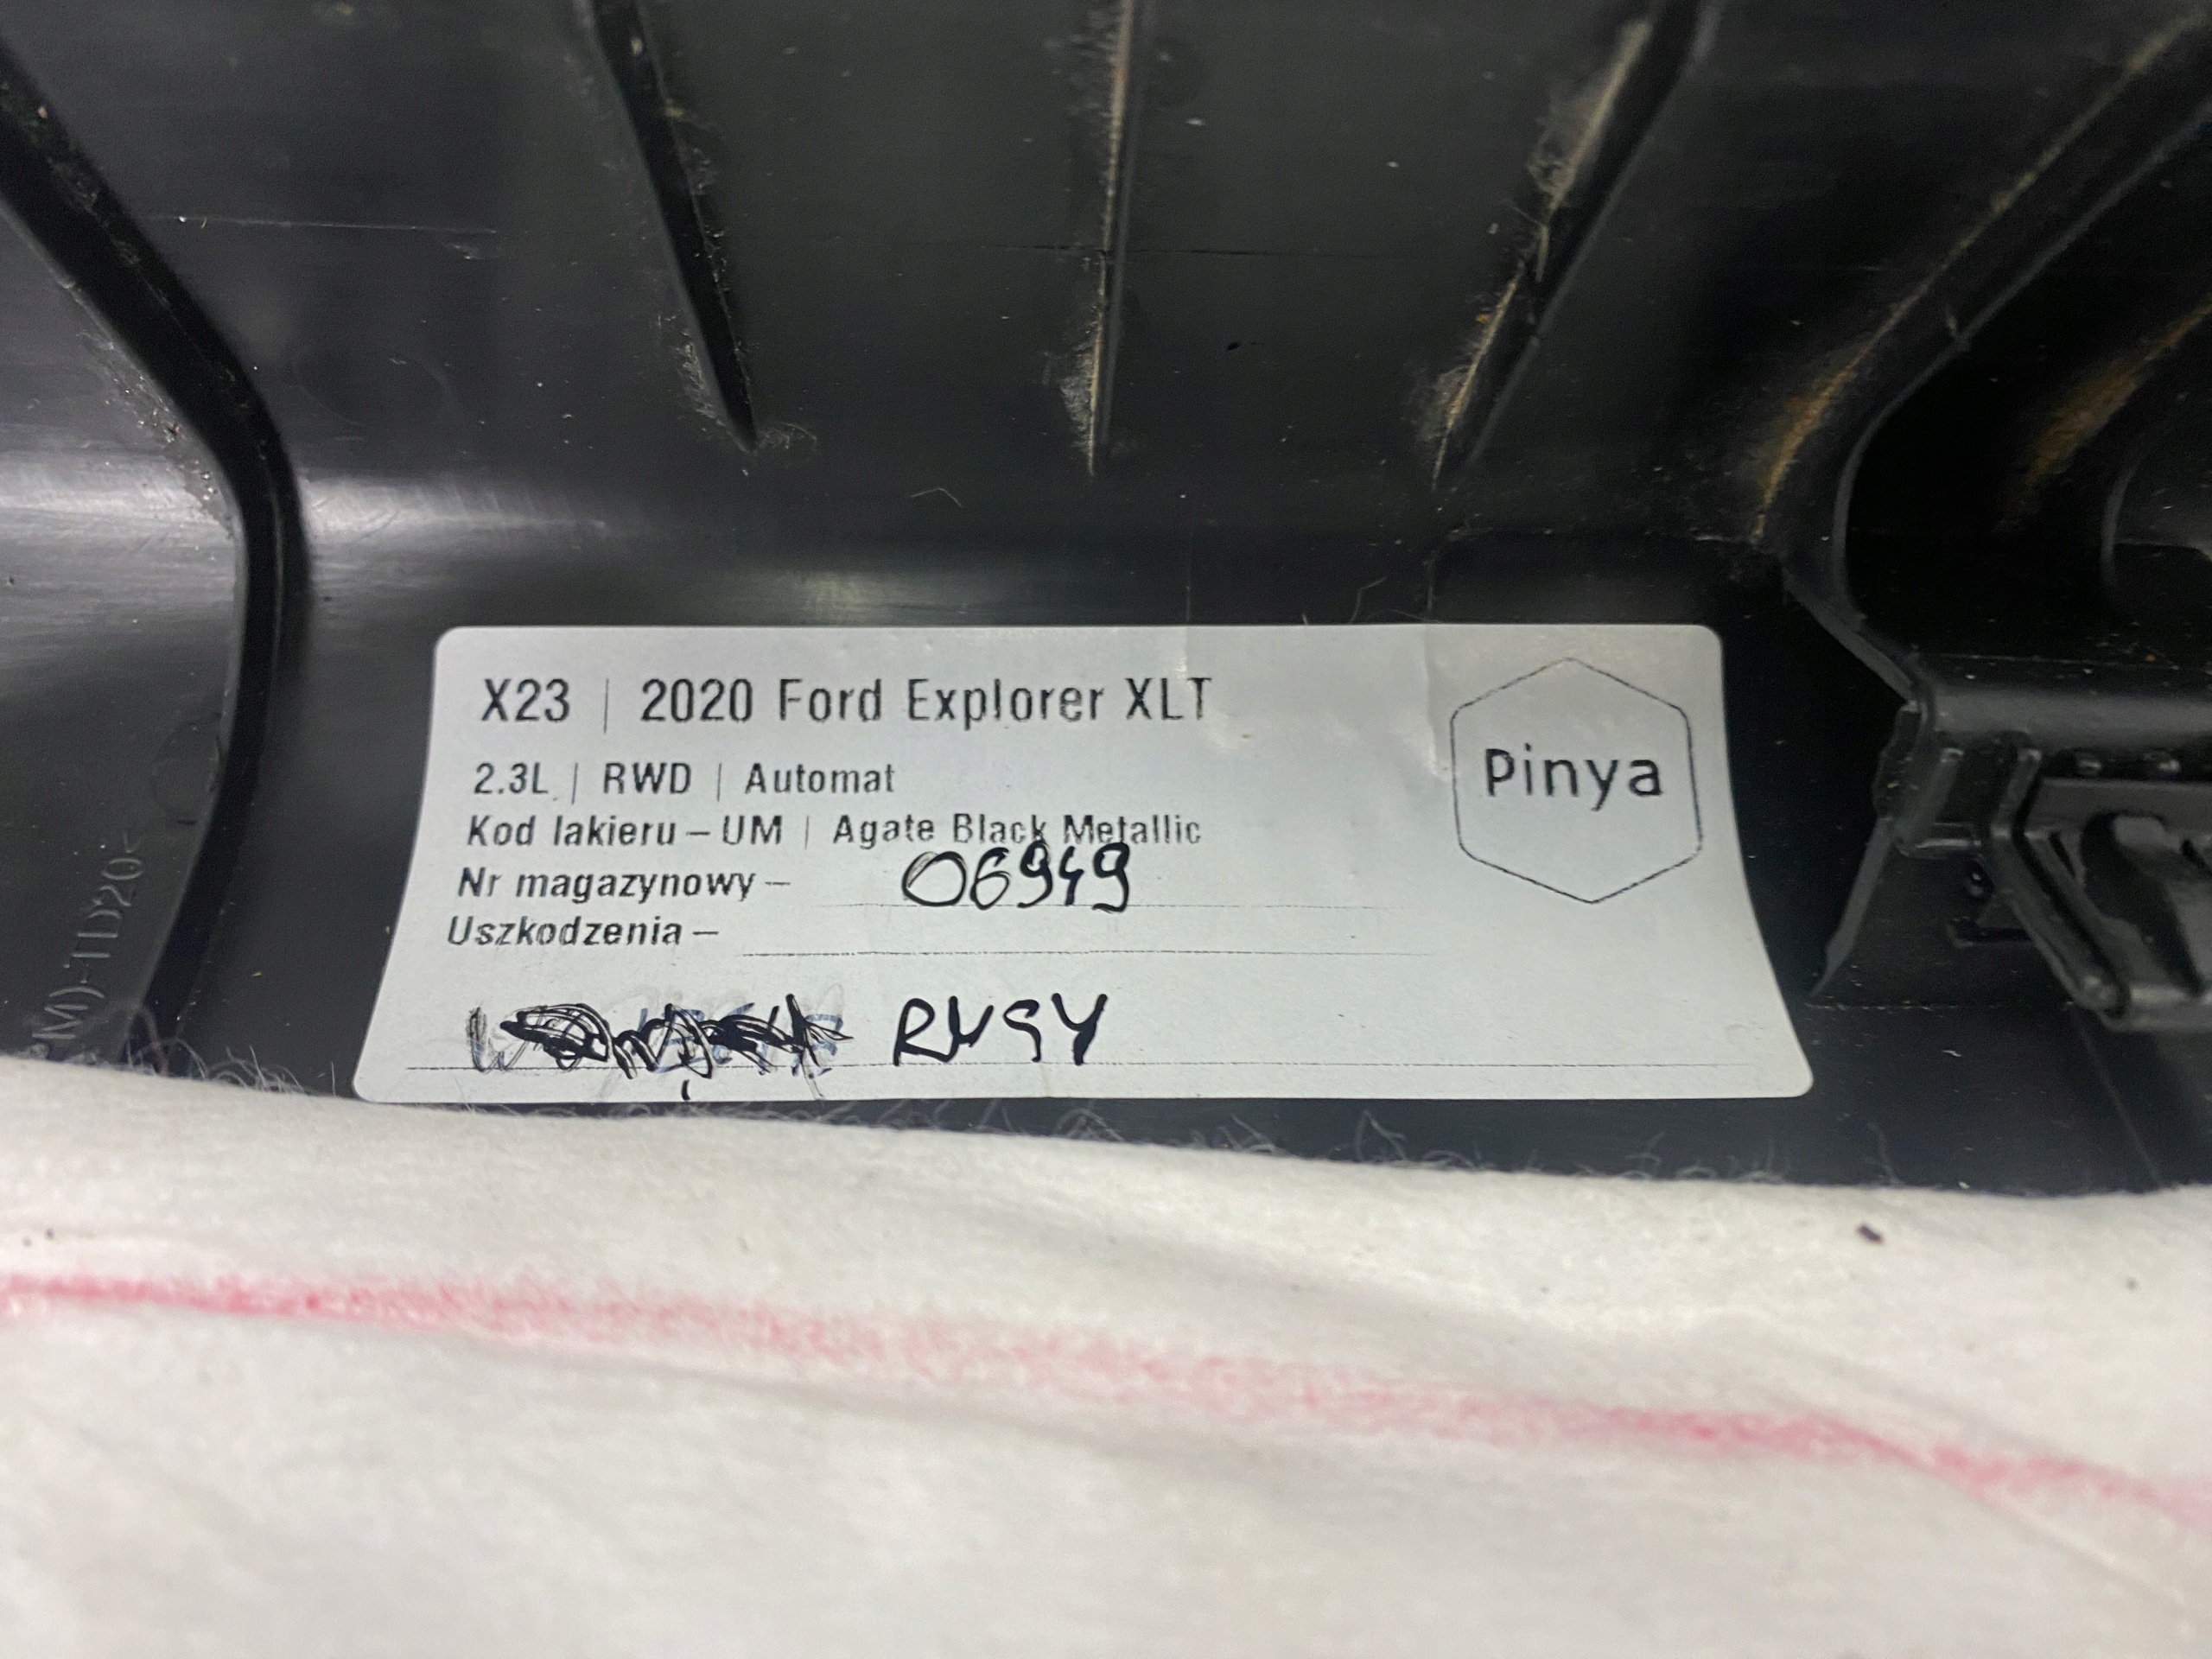 X23 | 2020 Ford Explorer XLT
Pinya
2.3L | RWD | Automat
Kod lakieru – UM | Agate Black Metallic
Nr magazynowy – 06949
Uszkodzenia –
RYSY